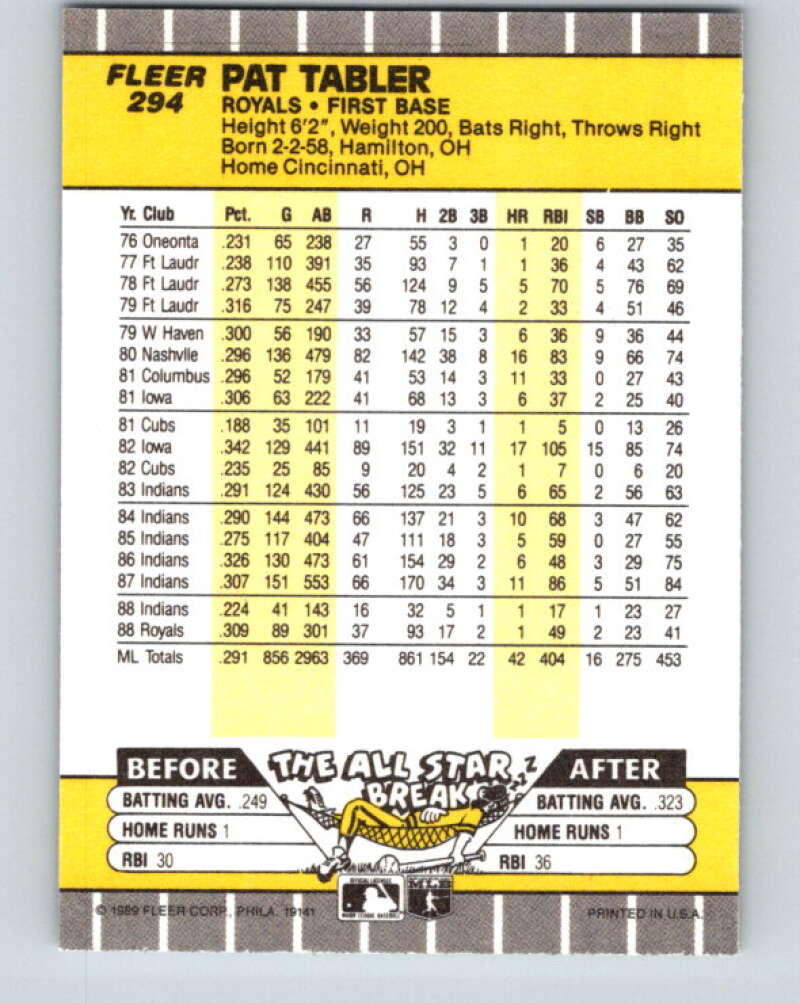 FLEER PAT TABLER
294 ROYALS • FIRST BASE
Height 6'2", Weight 200, Bats Right, Throws Right
Born 2-2-58, Hamilton, OH
Home Cincinnati, OH
Yr. Club Pct. G AB R H 2B 3B HR RBI SB BB SO
76 Oneonta .231 65 238 27 55 3 0 1 20 6 27 35
77 Ft Laudr .238 110 391 35 93 7 1 1 36 4 43 62
78 Ft Laudr .273 138 455 56 124 9 5 5 70 5 76 69
79 Ft Laudr .316 75 247 39 78 12 4 2 33 4 51 46
79 W Haven .300 56 190 33 57 15 3 6 36 9 36 44
80 Nashvlle .296 136 479 82 142 38 8 16 83 9 66 74
81 Columbus .296 52 179 41 53 14 3 11 33 0 27 43
81 Iowa .306 63 222 41 68 13 3 6 37 2 25 40
81 Cubs .188 35 101 11 19 3 1 1 5 0 13 26
82 Iowa .342 129 441 89 151 32 11 17 105 15 85 74
82 Cubs .235 25 85 9 20 4 2 1 7 0 6 20
83 Indians .291 124 430 56 125 23 5 6 65 2 56 63
84 Indians .290 144 473 66 137 21 3 10 68 3 47 62
85 Indians .275 117 404 47 111 18 3 5 59 0 27 55
86 Indians .326 130 473 61 154 29 2 6 48 3 29 75
87 Indians .307 151 553 66 170 34 3 11 86 5 51 84
88 Indians .224 41 143 16 32 5 1 1 17 1 23 27
88 Royals .309 89 301 37 93 17 2 1 49 2 23 41
ML Totals .291 856 2963 369 861 154 22 42 404 16 275 453
BEFORE THE ALL STAR BREAK ZZZ AFTER
BATTING AVG. .249 BATTING AVG. .323
HOME RUNS 1 HOME RUNS 1
RBI 30 RBI 36
OFFICIAL LICENSEE
MAJOR LEAGUE BASEBALL
MLB
© 1989 FLEER CORP., PHILA. 19141 PRINTED IN U.S.A.